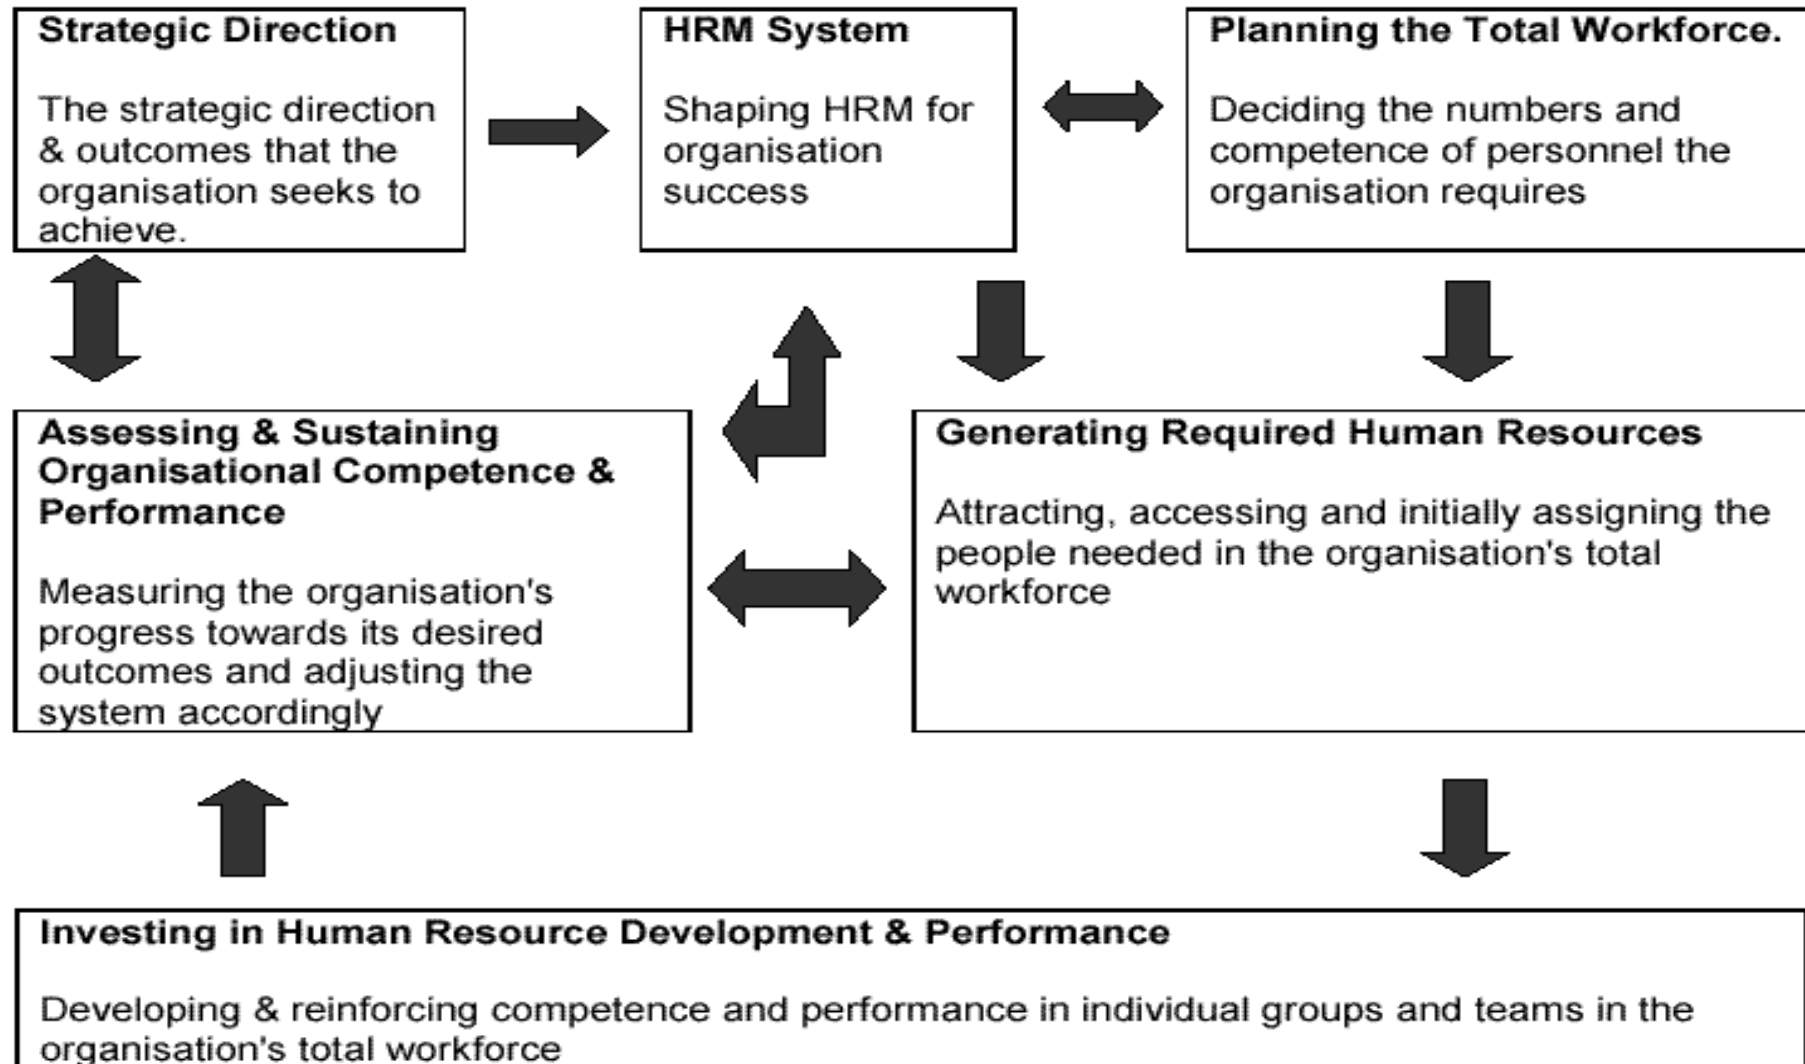 Strategic Direction
The strategic direction
& outcomes that the
organisation seeks to
achieve.
HRM System
Shaping HRM for
organisation
success
Planning the Total Workforce.
Deciding the numbers and
competence of personnel the
organisation requires
Assessing & Sustaining
Organisational Competence &
Performance
Measuring the organisation's
progress towards its desired
outcomes and adjusting the
system accordingly
Generating Required Human Resources
Attracting, accessing and initially assigning the
people needed in the organisation's total
workforce
Investing in Human Resource Development & Performance
Developing & reinforcing competence and performance in individual groups and teams in the
organisation's total workforce